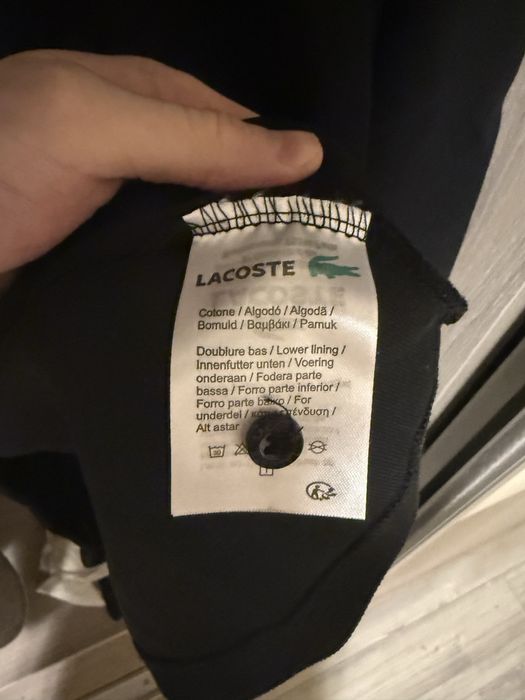 LACOSTE
Cotone / Algodó / Algodã /
Bomuld / Βαμβάκι / Pamuk
Doublure bas / Lower lining /
Innenfutter unten / Voering
onderaan / Fodera parte
bassa / Forro parte inferior /
Forro parte baixo / For
underdel /
Alt astar
30